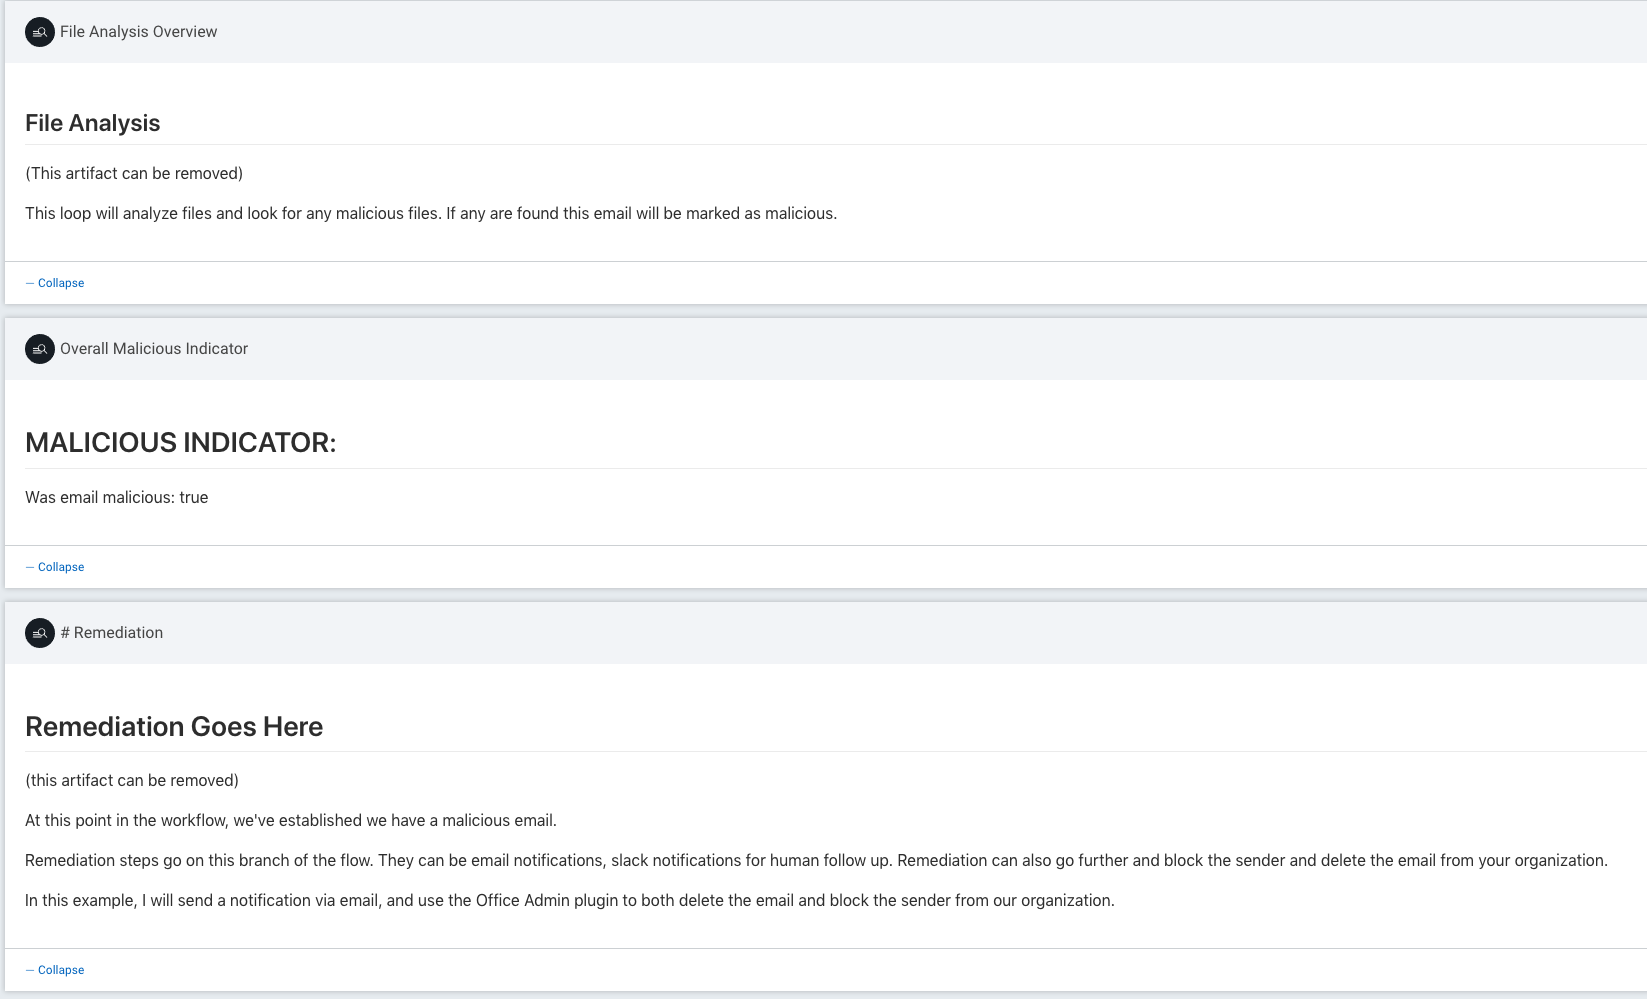 File Analysis Overview
File Analysis
(This artifact can be removed)
This loop will analyze files and look for any malicious files. If any are found this email will be marked as malicious.
— Collapse
Overall Malicious Indicator
MALICIOUS INDICATOR:
Was email malicious: true
— Collapse
# Remediation
Remediation Goes Here
(this artifact can be removed)
At this point in the workflow, we've established we have a malicious email.
Remediation steps go on this branch of the flow. They can be email notifications, slack notifications for human follow up. Remediation can also go further and block the sender and delete the email from your organization.
In this example, I will send a notification via email, and use the Office Admin plugin to both delete the email and block the sender from our organization.
— Collapse